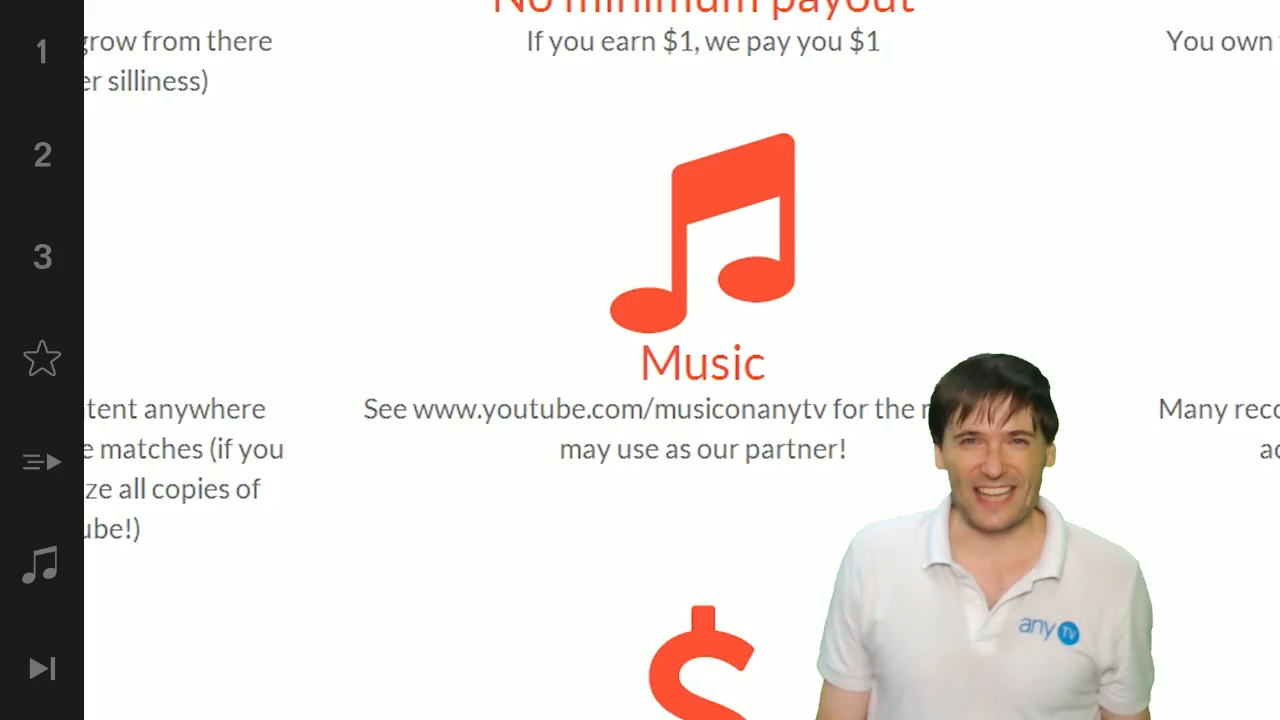 1
2
3
grow from there
er silliness)
No minimum payout
If you earn $1, we pay you $1
You own
Music
See www.youtube.com/musiconanytv for the
may use as our partner!
tent anywhere
e matches (if you
ze all copies of
ube!)
Many
any TV